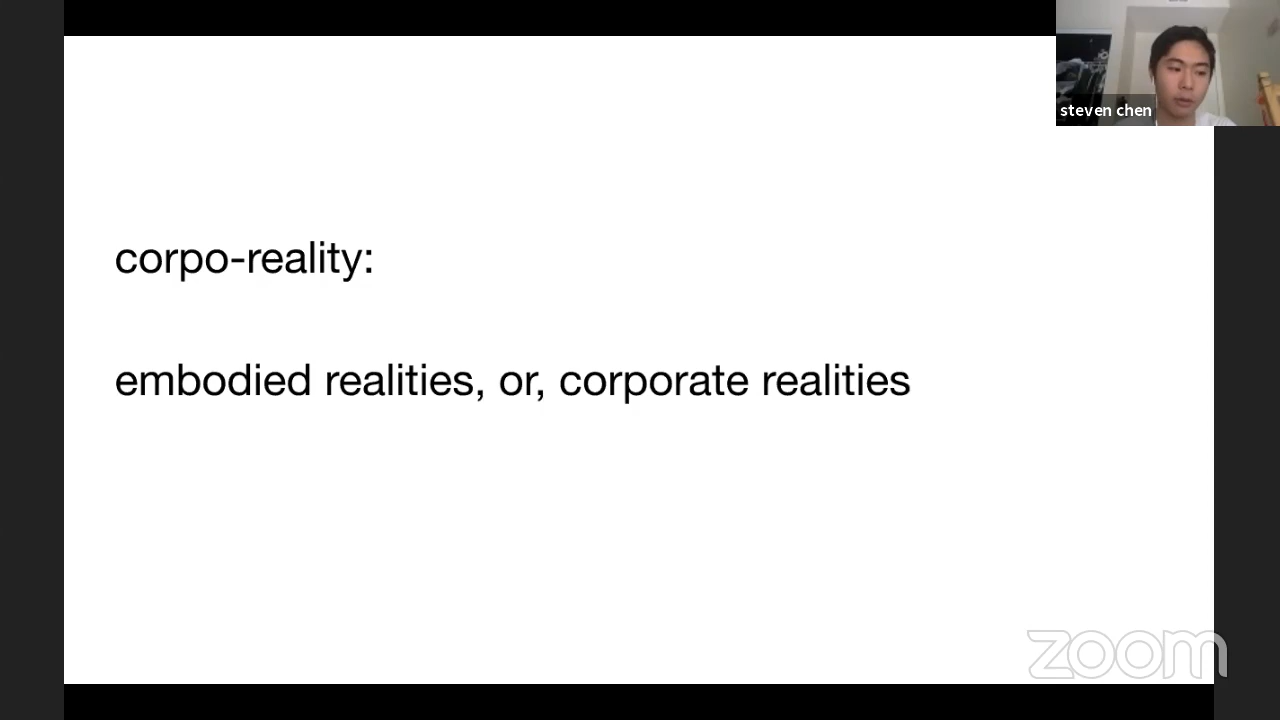 steven chen
corpo-reality:
embodied realities, or, corporate realities
zoom